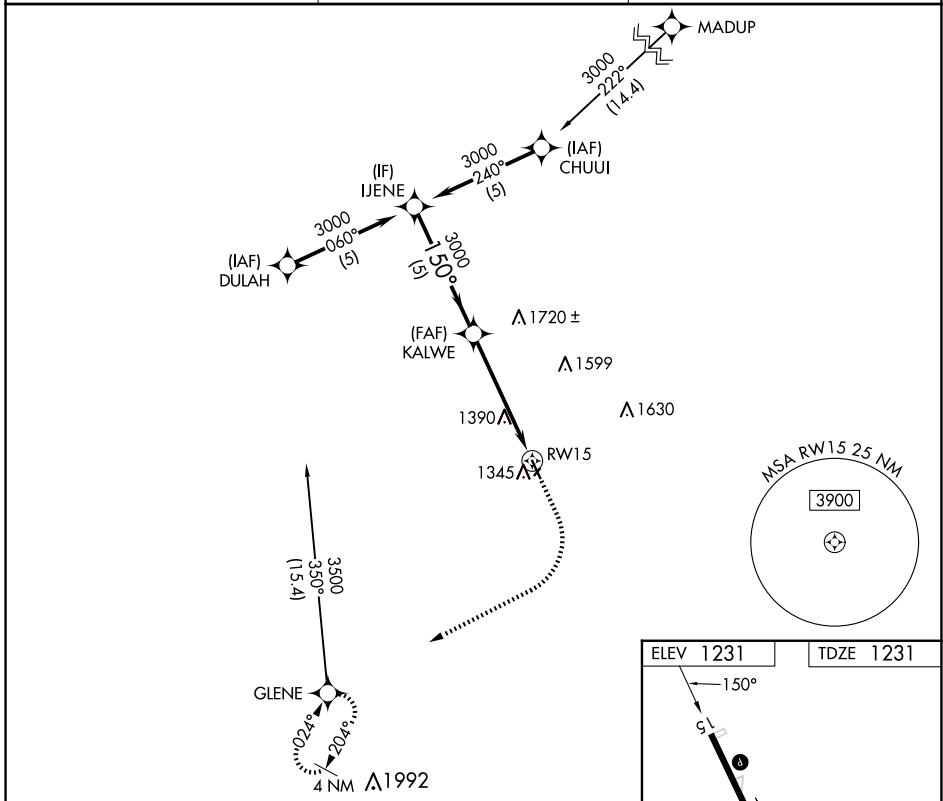 MADUP
3000
222°
(14.4)
(IAF)
CHUUI
3000
240°
(5)
(IF)
IJENE
3000
060°
(5)
(IAF)
DULAH
3000
150°
(5)
(FAF)
KALWE
1720 ±
1599
1630
1390
RW15
1345
MSA RW15 25 NM
3900
3500
350°
(15.4)
GLENE
024°
204°
4 NM
1992
ELEV 1231
TDZE 1231
150°
15
P